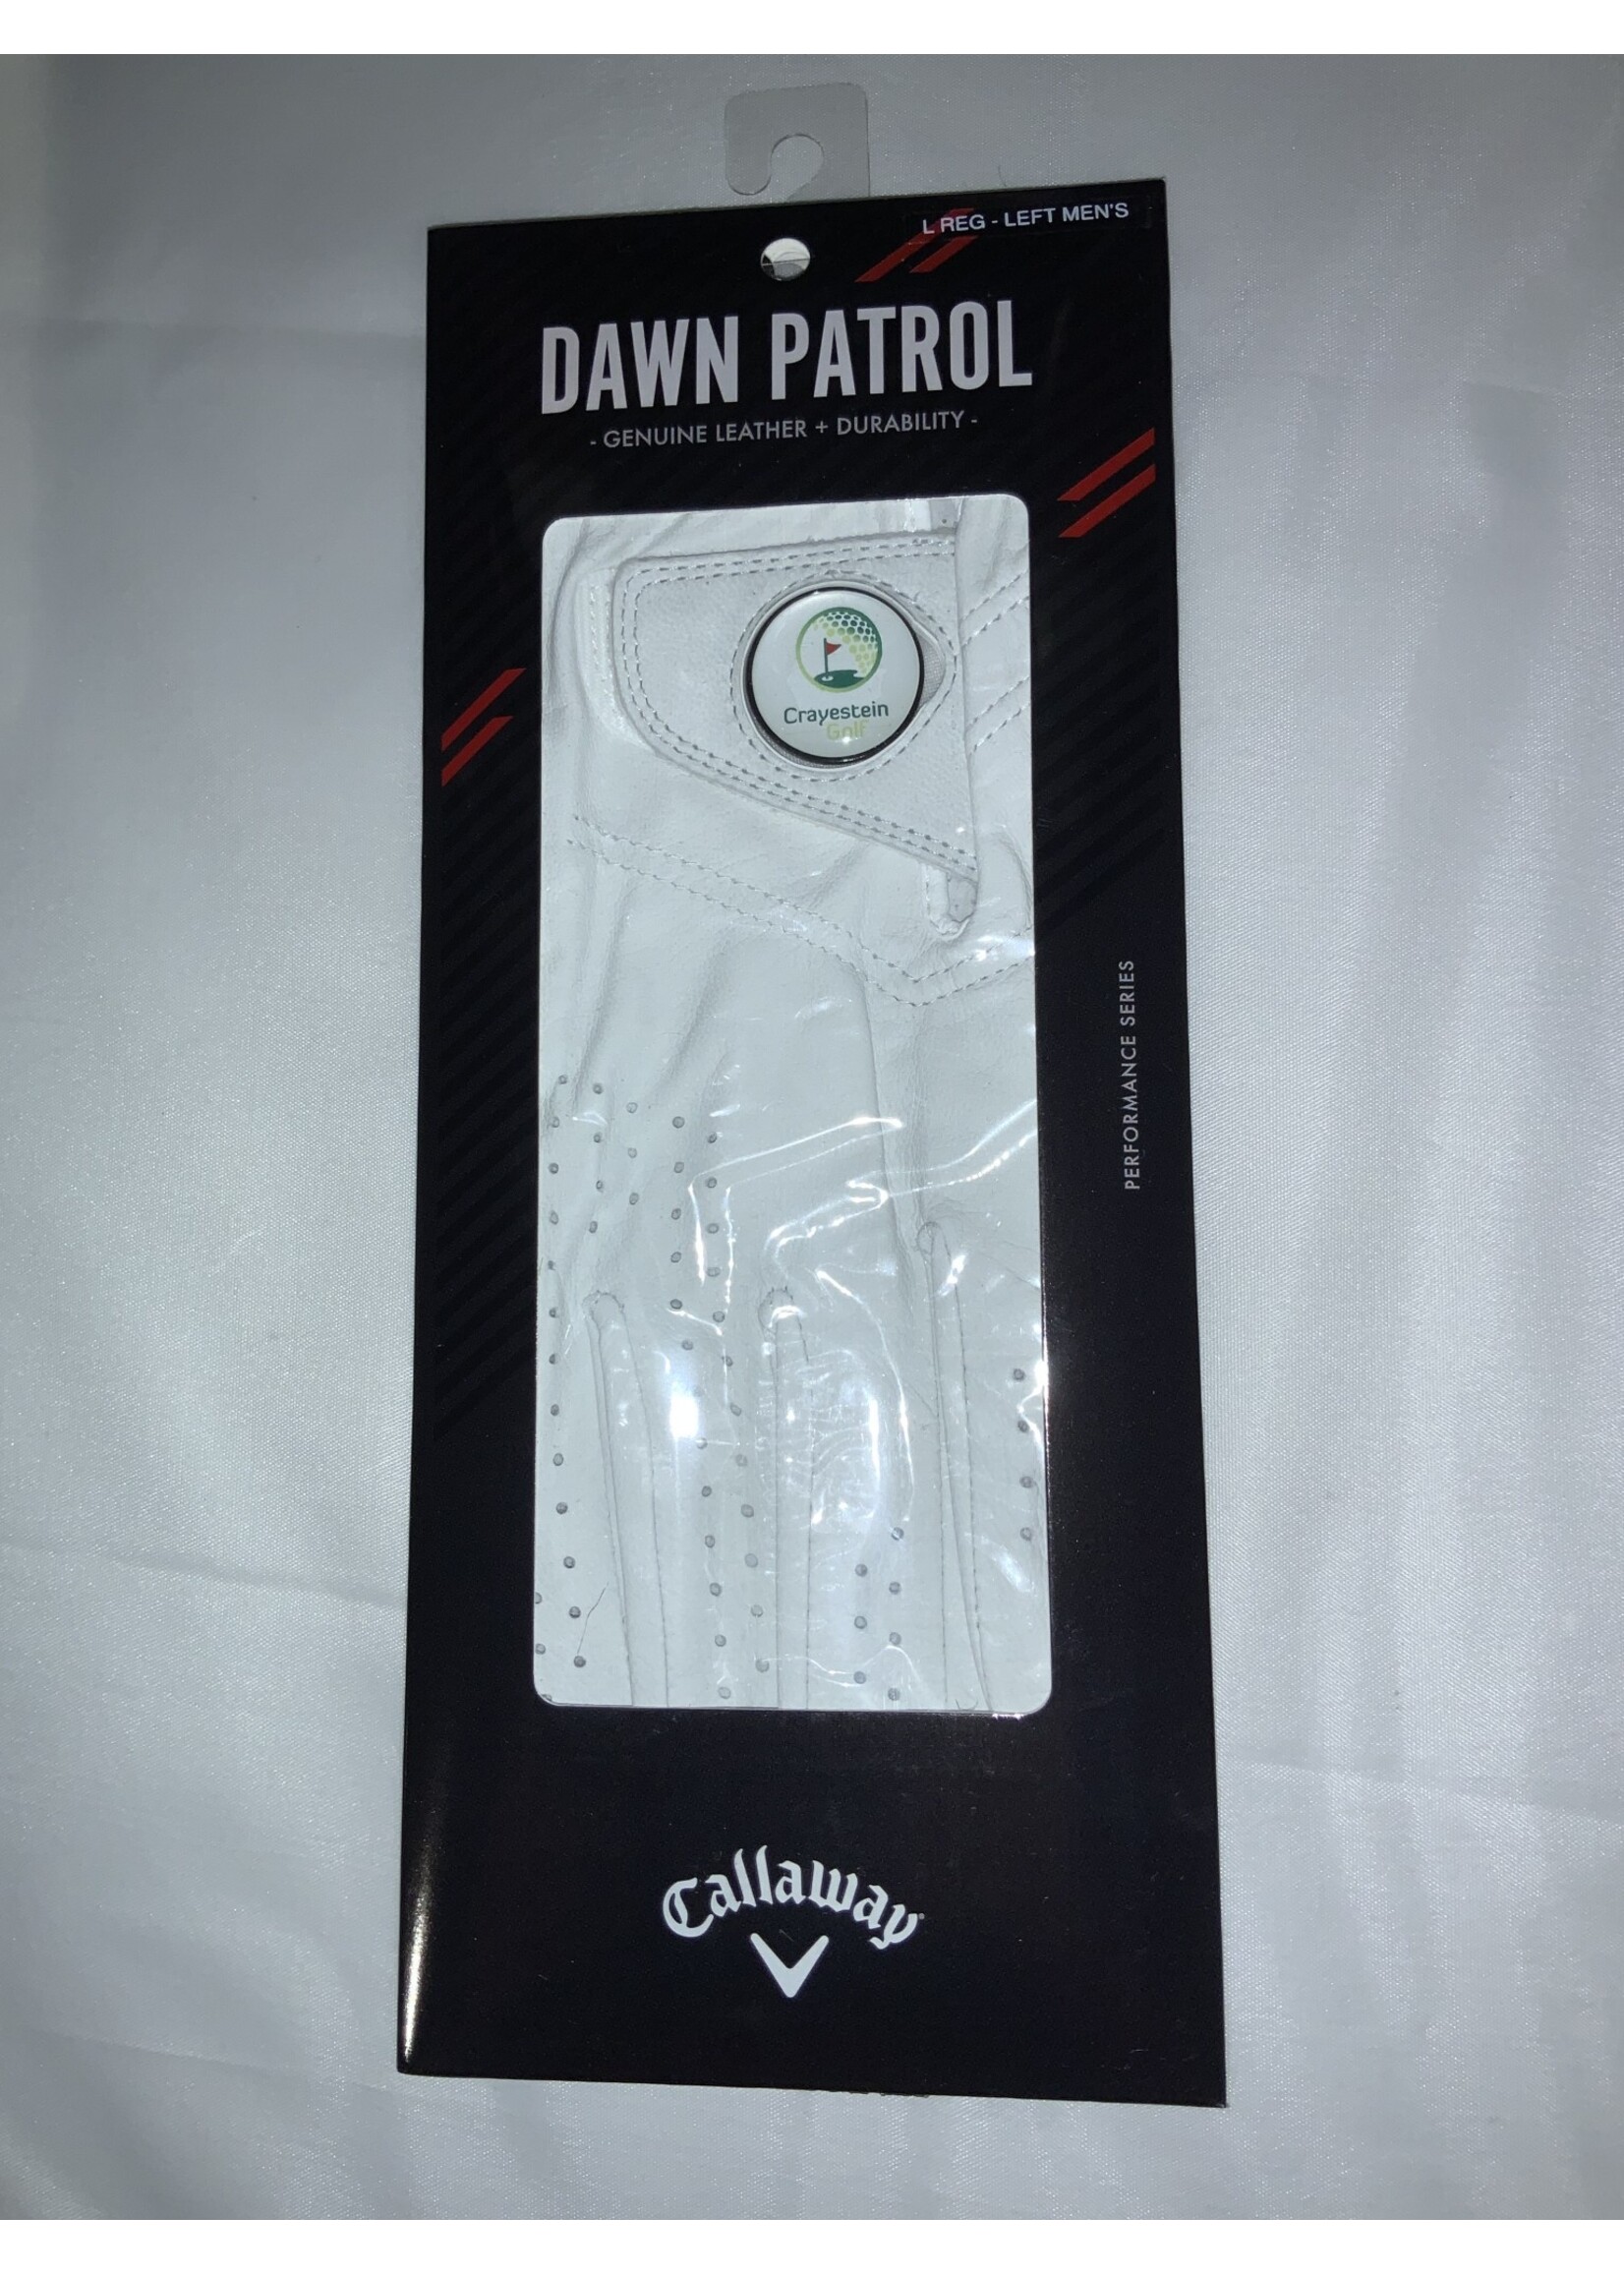 L REG - LEFT MEN'S
DAWN PATROL
- GENUINE LEATHER + DURABILITY -
Crayestein
Golf
PERFORMANCE SERIES
Callaway